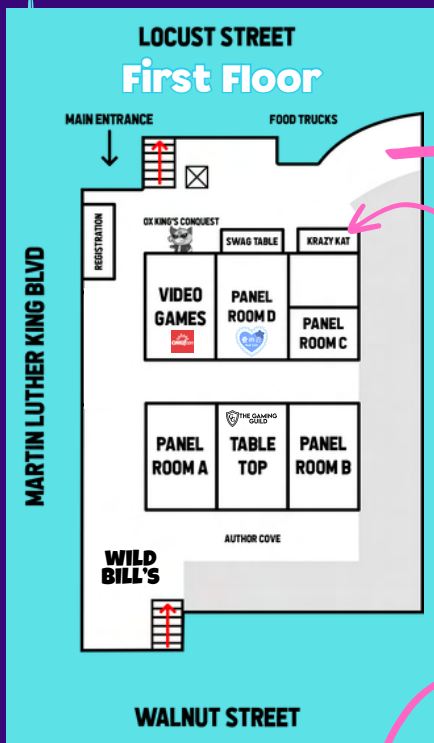 LOCUST STREET
First Floor
MAIN ENTRANCE
FOOD TRUCKS
REGISTRATION
OX KING'S CONQUEST
SWAG TABLE
KRAZY KAT
VIDEO
GAMES
PANEL
ROOM D
PANEL
ROOM C
MARTIN LUTHER KING BLVD
THE GAMING
GUILD
PANEL
ROOM A
TABLE
TOP
PANEL
ROOM B
AUTHOR COVE
WILD
BILL'S
WALNUT STREET